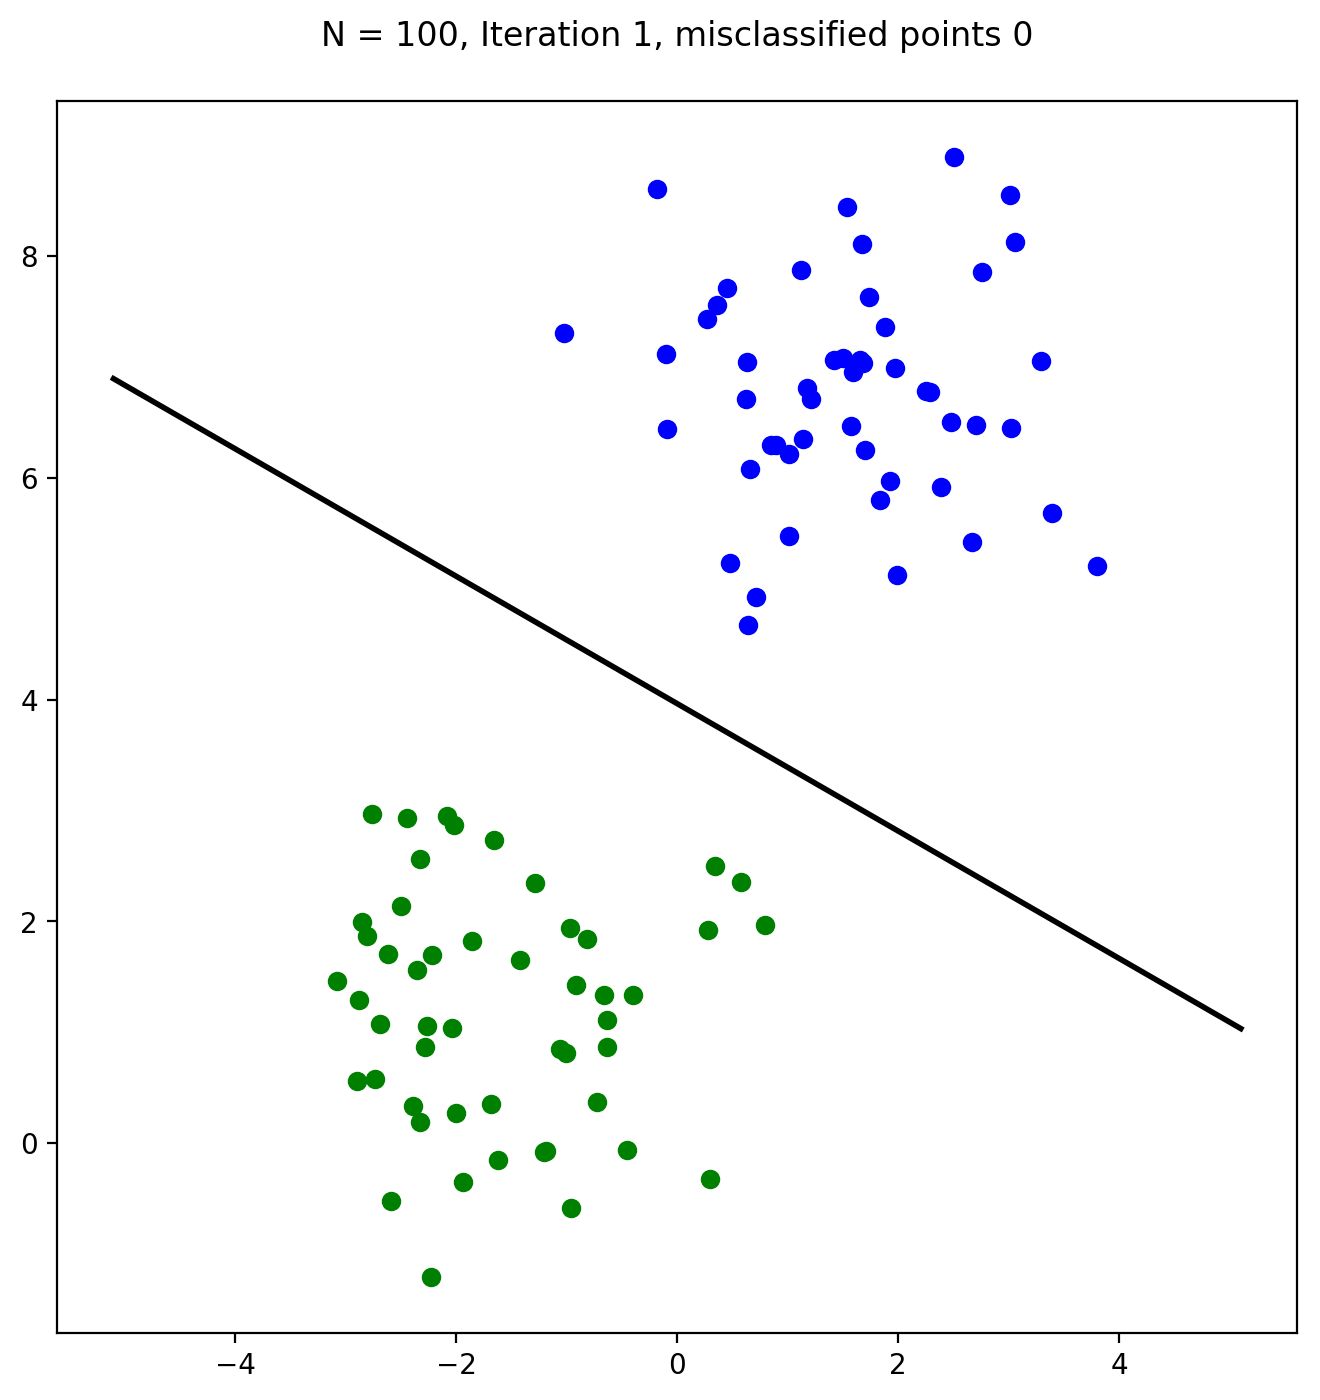 N = 100, Iteration 1, misclassified points 0
8
6
4
2
0
−4 −2 0 2 4